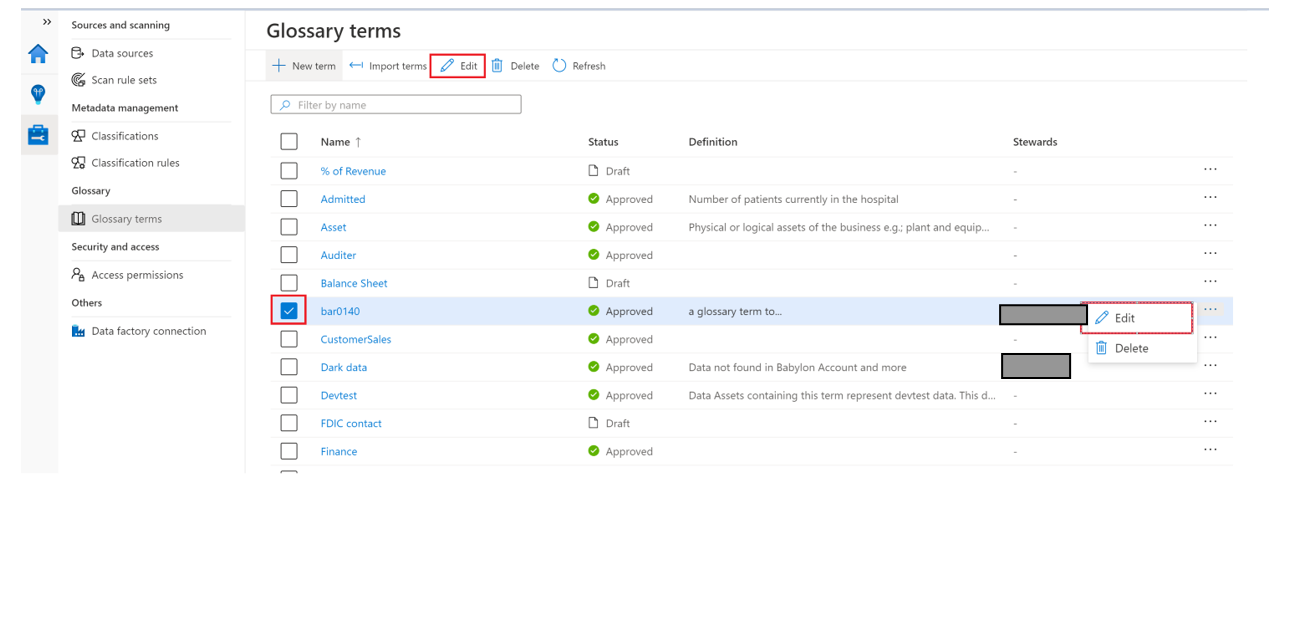 Sources and scanning
Data sources
Scan rule sets
Metadata management
Classifications
Classification rules
Glossary
Glossary terms
Security and access
Access permissions
Others
Data factory connection
Glossary terms
New term Import terms Edit Delete Refresh
Filter by name
Name ↑ Status Definition Stewards
% of Revenue Draft - ...
Admitted Approved Number of patients currently in the hospital - ...
Asset Approved Physical or logical assets of the business e.g.; plant and equip... - ...
Auditer Approved - ...
Balance Sheet Draft - ...
bar0140 Approved a glossary term to... ...
Edit
CustomerSales Approved - ...
Delete
Dark data Approved Data not found in Babylon Account and more ...
Devtest Approved Data Assets containing this term represent devtest data. This d... - ...
FDIC contact Draft - ...
Finance Approved - ...